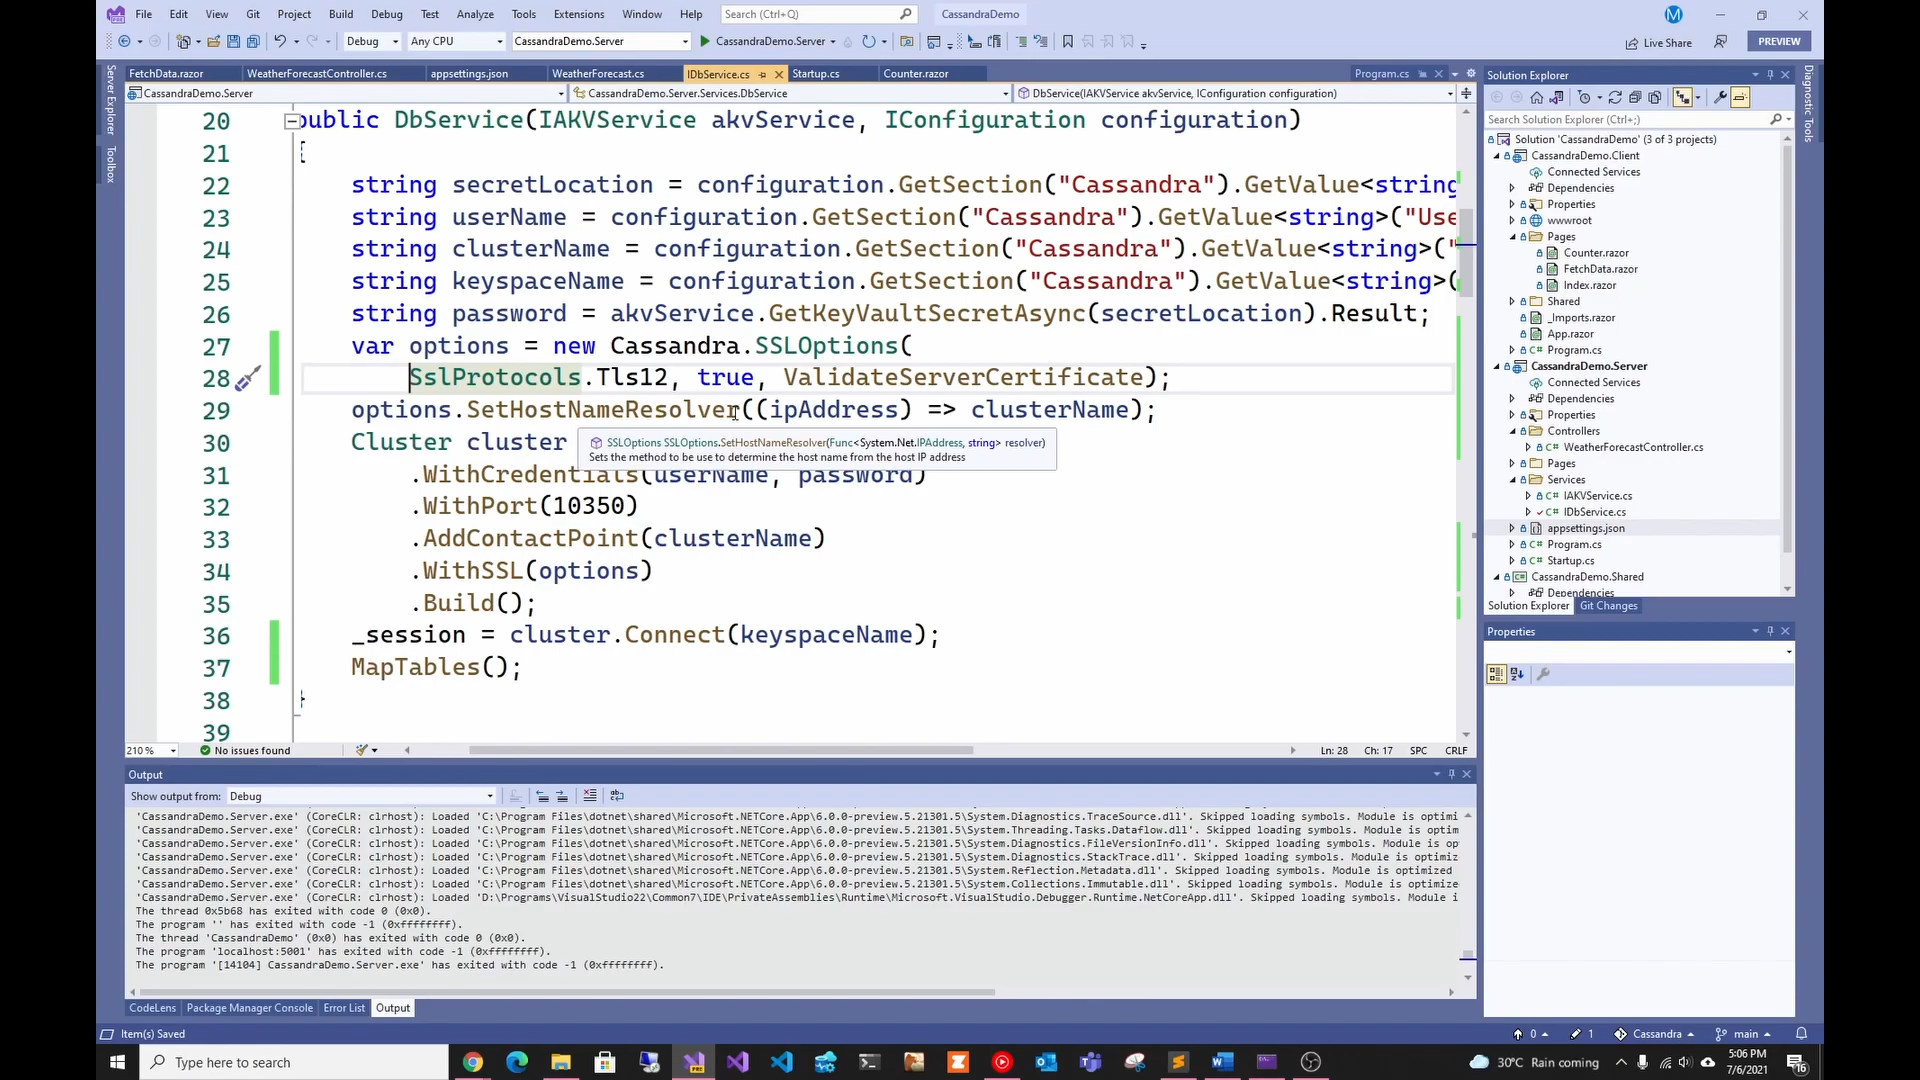 File Edit View Git Project Build Debug Test Analyze Tools Extensions Window Help Search (Ctrl+Q) CassandraDemo M
Debug Any CPU CassandraDemo.Server CassandraDemo.Server Live Share PREVIEW
FetchData.razor WeatherForecastController.cs appsettings.json WeatherForecast.cs IDbService.cs Startup.cs Counter.razor Program.cs
CassandraDemo.Server CassandraDemo.Server.Services.DbService DbService(IAKVService akvService, IConfiguration configuration)
Server Explorer
Toolbox
20 public DbService(IAKVService akvService, IConfiguration configuration)
21 {
22 string secretLocation = configuration.GetSection("Cassandra").GetValue<string
23 string userName = configuration.GetSection("Cassandra").GetValue<string>("Use
24 string clusterName = configuration.GetSection("Cassandra").GetValue<string>("
25 string keyspaceName = configuration.GetSection("Cassandra").GetValue<string>(
26 string password = akvService.GetKeyVaultSecretAsync(secretLocation).Result;
27 var options = new Cassandra.SSLOptions(
28 SslProtocols.Tls12, true, ValidateServerCertificate);
29 options.SetHostNameResolver((ipAddress) => clusterName);
30 Cluster cluster
SSLOptions SSLOptions.SetHostNameResolver(Func<System.Net.IPAddress, string> resolver)
Sets the method to be use to determine the host name from the host IP address
31 .WithCredentials(userName, password)
32 .WithPort(10350)
33 .AddContactPoint(clusterName)
34 .WithSSL(options)
35 .Build();
36 _session = cluster.Connect(keyspaceName);
37 MapTables();
38 }
39
210 % No issues found Ln: 28 Ch: 17 SPC CRLF
Output
Show output from: Debug
'CassandraDemo.Server.exe' (CoreCLR: clrhost): Loaded 'C:\Program Files\dotnet\shared\Microsoft.NETCore.App\6.0.0-preview.5.21301.5\System.Diagnostics.TraceSource.dll'. Skipped loading symbols. Module is optimi
'CassandraDemo.Server.exe' (CoreCLR: clrhost): Loaded 'C:\Program Files\dotnet\shared\Microsoft.NETCore.App\6.0.0-preview.5.21301.5\System.Threading.Tasks.Dataflow.dll'. Skipped loading symbols. Module is optim
'CassandraDemo.Server.exe' (CoreCLR: clrhost): Loaded 'C:\Program Files\dotnet\shared\Microsoft.NETCore.App\6.0.0-preview.5.21301.5\System.Diagnostics.FileVersionInfo.dll'. Skipped loading symbols. Module is op
'CassandraDemo.Server.exe' (CoreCLR: clrhost): Loaded 'C:\Program Files\dotnet\shared\Microsoft.NETCore.App\6.0.0-preview.5.21301.5\System.Diagnostics.StackTrace.dll'. Skipped loading symbols. Module is optimiz
'CassandraDemo.Server.exe' (CoreCLR: clrhost): Loaded 'C:\Program Files\dotnet\shared\Microsoft.NETCore.App\6.0.0-preview.5.21301.5\System.Reflection.Metadata.dll'. Skipped loading symbols. Module is optimized
'CassandraDemo.Server.exe' (CoreCLR: clrhost): Loaded 'C:\Program Files\dotnet\shared\Microsoft.NETCore.App\6.0.0-preview.5.21301.5\System.Collections.Immutable.dll'. Skipped loading symbols. Module is optimize
'CassandraDemo.Server.exe' (CoreCLR: clrhost): Loaded 'D:\Programs\VisualStudio22\Common7\IDE\PrivateAssemblies\Runtime\Microsoft.VisualStudio.Debugger.Runtime.NetCoreApp.dll'. Skipped loading symbols. Module i
The thread 0x5b68 has exited with code 0 (0x0).
The program '' has exited with code -1 (0xffffffff).
The thread 'CassandraDemo' (0x0) has exited with code 0 (0x0).
The program 'localhost:5001' has exited with code -1 (0xffffffff).
The program '[14104] CassandraDemo.Server.exe' has exited with code -1 (0xffffffff).
CodeLens Package Manager Console Error List Output
Solution Explorer
Search Solution Explorer (Ctrl+;)
Solution 'CassandraDemo' (3 of 3 projects)
CassandraDemo.Client
Connected Services
Dependencies
Properties
wwwroot
Pages
Counter.razor
FetchData.razor
Index.razor
Shared
_Imports.razor
App.razor
C# Program.cs
CassandraDemo.Server
Connected Services
Dependencies
Properties
Controllers
C# WeatherForecastController.cs
Pages
Services
C# IAKVService.cs
C# IDbService.cs
appsettings.json
C# Program.cs
C# Startup.cs
CassandraDemo.Shared
Dependencies
Solution Explorer Git Changes
Properties
Diagnostic Tools
Item(s) Saved 0 1 Cassandra main
Type here to search 30°C Rain coming 5:06 PM
7/6/2021
16